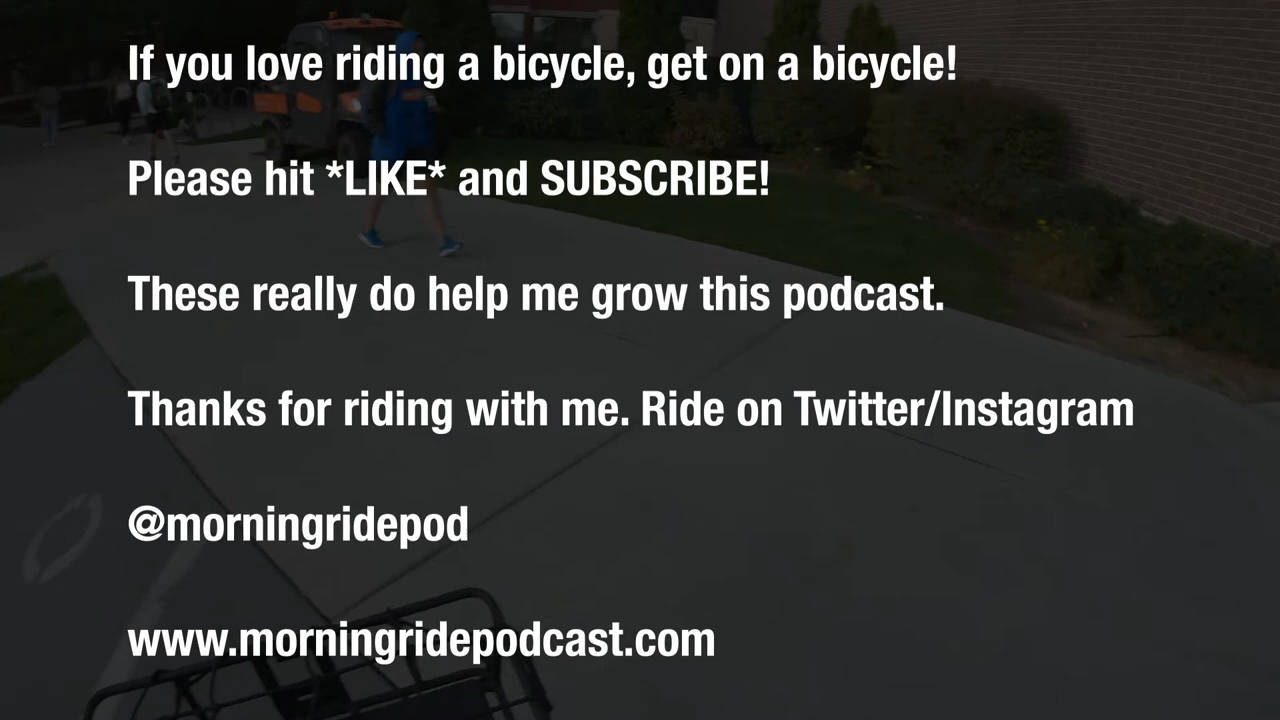 If you love riding a bicycle, get on a bicycle!
Please hit *LIKE* and SUBSCRIBE!
These really do help me grow this podcast.
Thanks for riding with me. Ride on Twitter/Instagram
@morningridepod
www.morningridepodcast.com